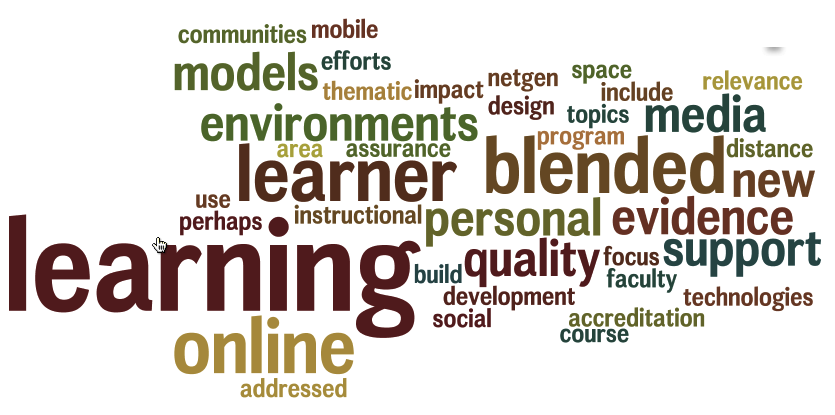 communities mobile
models efforts
thematic impact netgen space relevance
design include
environments topics media
program
area assurance distance
learner blended new
use
perhaps instructional personal evidence
learning quality focus support
build faculty
development technologies
social accreditation
online course
addressed